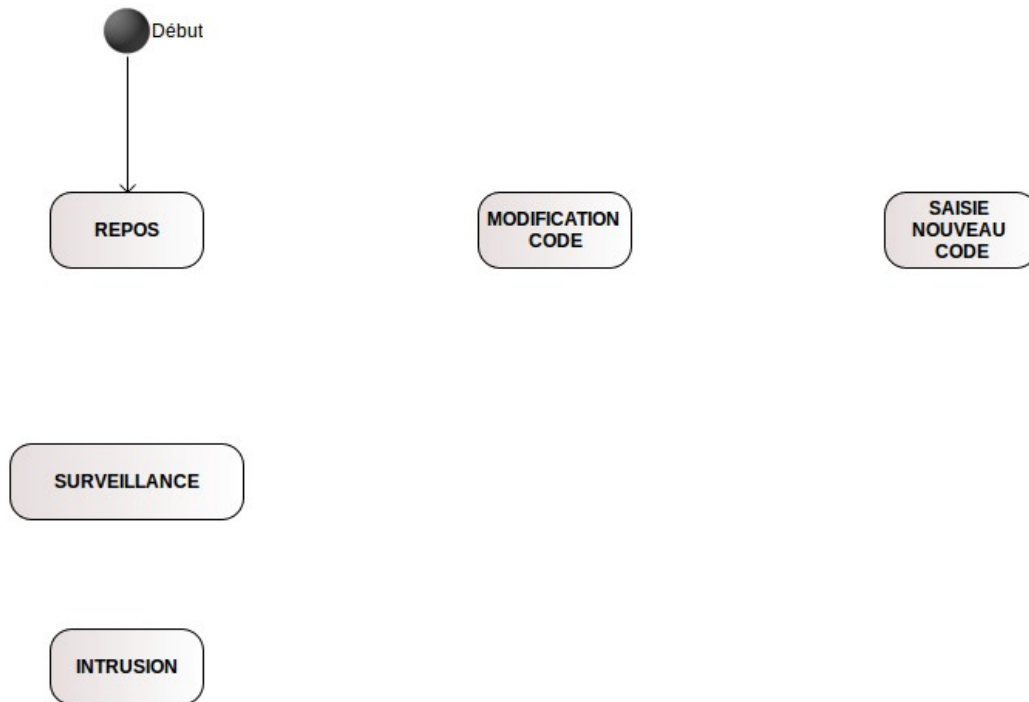 Début
REPOS
MODIFICATION
CODE
SAISIE
NOUVEAU
CODE
SURVEILLANCE
INTRUSION